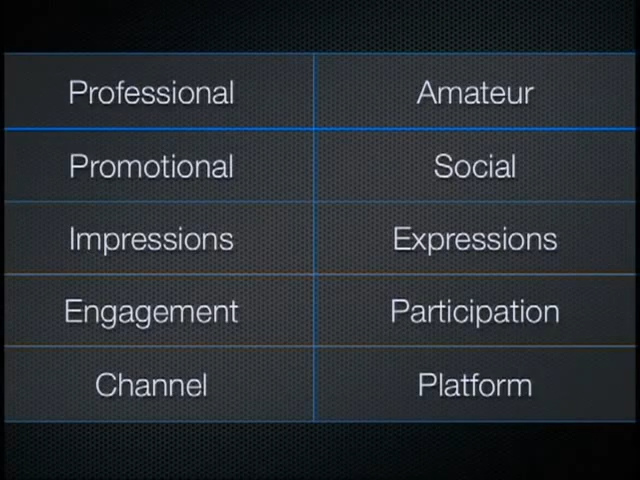 Professional Amateur
Promotional Social
Impressions Expressions
Engagement Participation
Channel Platform